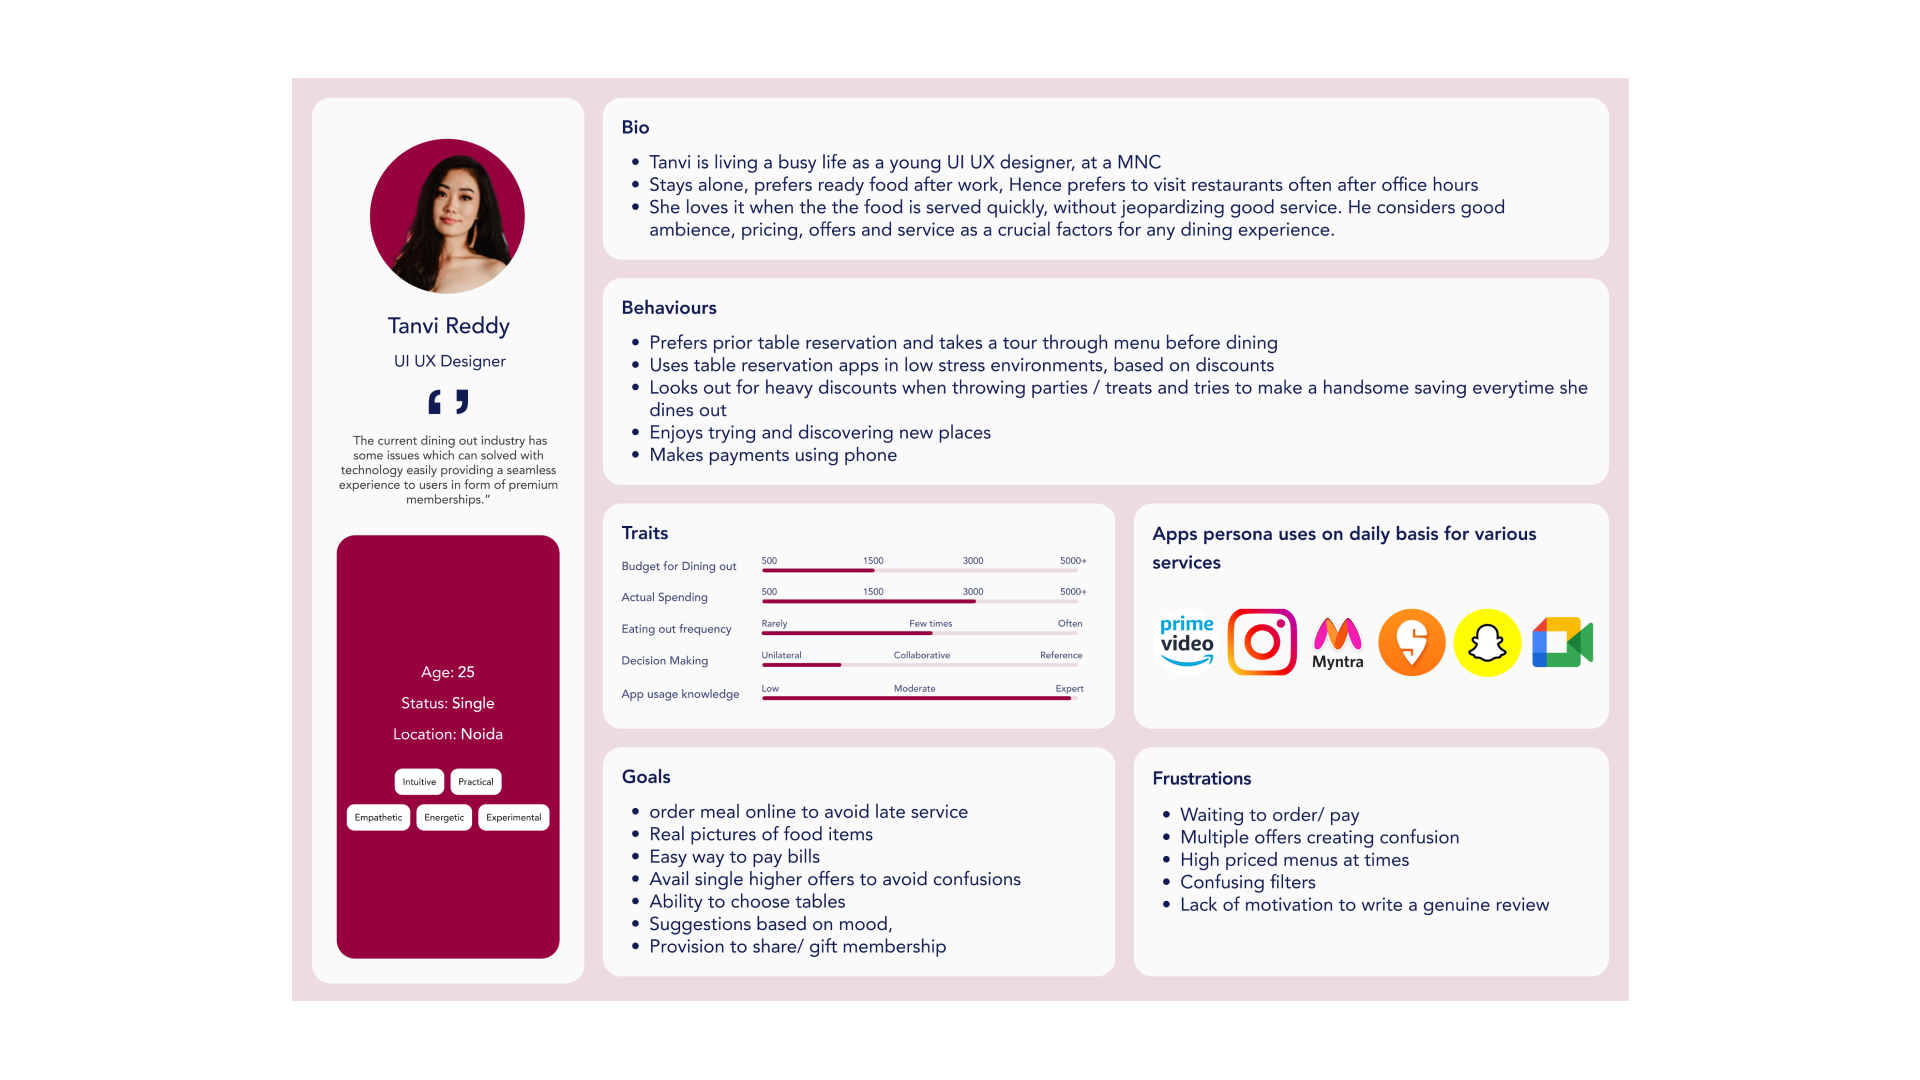 Tanvi Reddy
UI UX Designer
The current dining out industry has
some issues which can solved with
technology easily providing a seamless
experience to users in form of premium
memberships.”
Age: 25
Status: Single
Location: Noida
Intuitive Practical
Empathetic Energetic Experimental
Bio
• Tanvi is living a busy life as a young UI UX designer, at a MNC
• Stays alone, prefers ready food after work, Hence prefers to visit restaurants often after office hours
• She loves it when the the food is served quickly, without jeopardizing good service. He considers good
ambience, pricing, offers and service as a crucial factors for any dining experience.
Behaviours
• Prefers prior table reservation and takes a tour through menu before dining
• Uses table reservation apps in low stress environments, based on discounts
• Looks out for heavy discounts when throwing parties / treats and tries to make a handsome saving everytime she
dines out
• Enjoys trying and discovering new places
• Makes payments using phone
Traits
Budget for Dining out 500 1500 3000 5000+
Actual Spending 500 1500 3000 5000+
Eating out frequency Rarely Few times Often
Decision Making Unilateral Collaborative Reference
App usage knowledge Low Moderate Expert
Apps persona uses on daily basis for various
services
prime
video
Myntra
Goals
• order meal online to avoid late service
• Real pictures of food items
• Easy way to pay bills
• Avail single higher offers to avoid confusions
• Ability to choose tables
• Suggestions based on mood,
• Provision to share/ gift membership
Frustrations
• Waiting to order/ pay
• Multiple offers creating confusion
• High priced menus at times
• Confusing filters
• Lack of motivation to write a genuine review